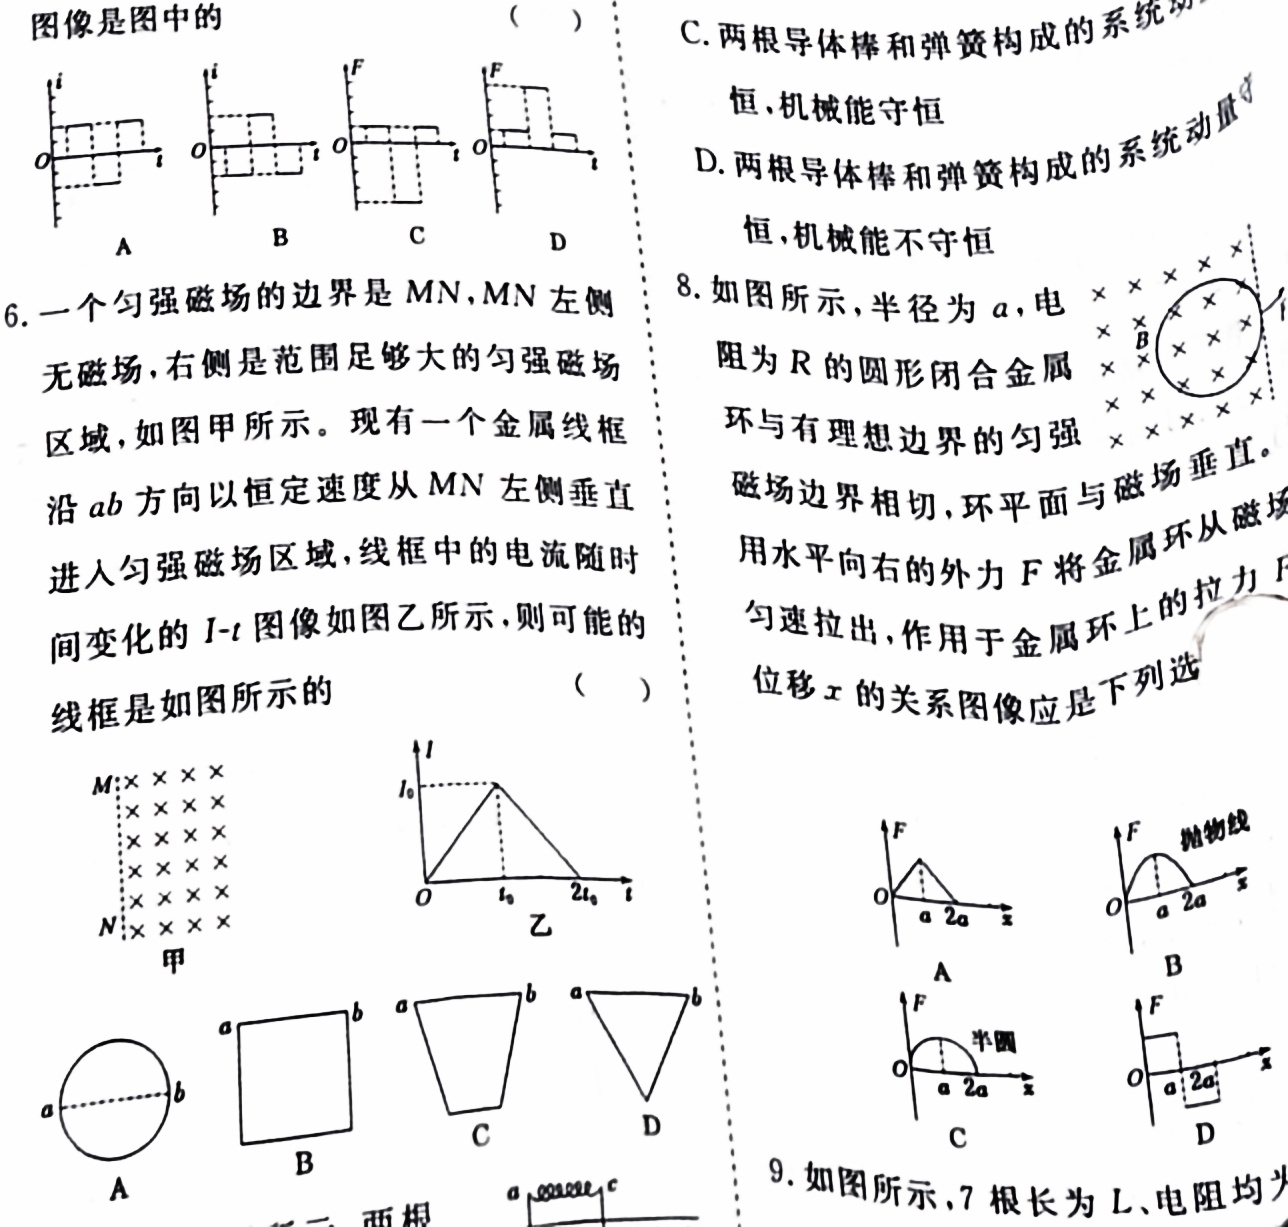 图像是图中的 ( )
i
O
t
A
i
O
t
B
F
O
t
C
F
O
t
D
6. 一个匀强磁场的边界是 MN,MN 左侧
无磁场,右侧是范围足够大的匀强磁场
区域,如图甲所示。现有一个金属线框
沿 ab 方向以恒定速度从 MN 左侧垂直
进入匀强磁场区域,线框中的电流随时
间变化的 I-t 图像如图乙所示,则可能的
线框是如图所示的 ( )
M
N
甲
I
I₀
O
t₀
2t₀
t
乙
a
b
A
a
b
B
a
b
C
a
b
D
两根
a
c
C. 两根导体棒和弹簧构成的系统动
恒、机械能守恒
D. 两根导体棒和弹簧构成的系统动量守
恒,机械能不守恒
8. 如图所示,半径为 a,电
阻为 R 的圆形闭合金属
环与有理想边界的匀强
磁场边界相切,环平面与磁场垂直。
用水平向右的外力 F 将金属环从磁场
匀速拉出,作用于金属环上的拉力 F
位移 x 的关系图像应是下列选
B
F
O
a
2a
x
A
F
抛物线
O
a
2a
x
B
F
半圆
O
a
2a
x
C
F
O
a
2a
x
D
9. 如图所示,7 根长为 L、电阻均为